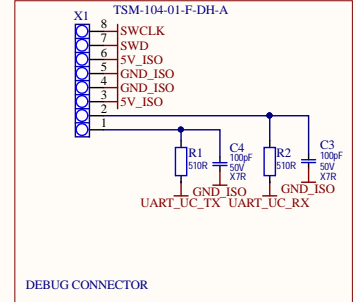 TSM-104-01-F-DH-A
X1
8 SWCLK
7 SWD
6 5V_ISO
5 GND_ISO
4 GND_ISO
3 5V_ISO
2
1
R1
510R
C4
100pF
50V
X7R
R2
510R
C3
100pF
50V
X7R
GND_ISO
GND_ISO
UART_UC_TX
UART_UC_RX
DEBUG CONNECTOR